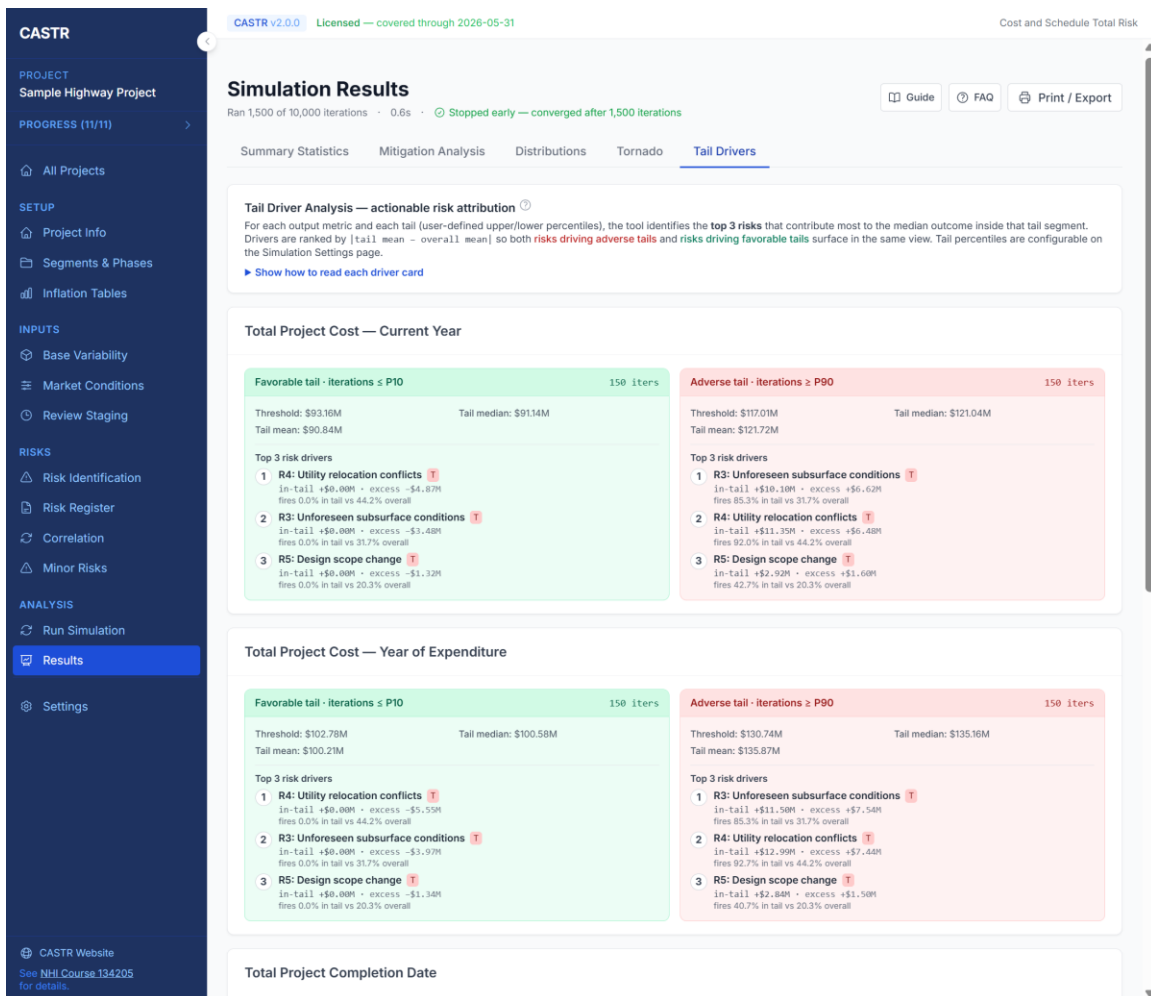 CASTR
PROJECT
Sample Highway Project
PROGRESS (11/11)
All Projects
SETUP
Project Info
Segments & Phases
Inflation Tables
INPUTS
Base Variability
Market Conditions
Review Staging
RISKS
Risk Identification
Risk Register
Correlation
Minor Risks
ANALYSIS
Run Simulation
Results
Settings
CASTR Website
See NHI Course 134205
for details.
CASTR v2.0.0 Licensed — covered through 2026-05-31
Cost and Schedule Total Risk
Simulation Results
Ran 1,500 of 10,000 iterations · 0.6s · Stopped early — converged after 1,500 iterations
Guide
FAQ
Print / Export
Summary Statistics
Mitigation Analysis
Distributions
Tornado
Tail Drivers
Tail Driver Analysis — actionable risk attribution ?
For each output metric and each tail (user-defined upper/lower percentiles), the tool identifies the top 3 risks that contribute most to the median outcome inside that tail segment.
Drivers are ranked by |tail mean − overall mean| so both risks driving adverse tails and risks driving favorable tails surface in the same view. Tail percentiles are configurable on
the Simulation Settings page.
▶ Show how to read each driver card
Total Project Cost — Current Year
Favorable tail · iterations ≤ P10 150 iters
Threshold: $93.16M Tail median: $91.14M
Tail mean: $90.84M
Top 3 risk drivers
1 R4: Utility relocation conflicts T
in-tail +$0.00M · excess −$4.87M
fires 0.0% in tail vs 44.2% overall
2 R3: Unforeseen subsurface conditions T
in-tail +$0.00M · excess −$3.48M
fires 0.0% in tail vs 31.7% overall
3 R5: Design scope change T
in-tail +$0.00M · excess −$1.32M
fires 0.0% in tail vs 20.3% overall
Adverse tail · iterations ≥ P90 150 iters
Threshold: $117.01M Tail median: $121.04M
Tail mean: $121.72M
Top 3 risk drivers
1 R3: Unforeseen subsurface conditions T
in-tail +$10.10M · excess +$6.62M
fires 85.3% in tail vs 31.7% overall
2 R4: Utility relocation conflicts T
in-tail +$11.35M · excess +$6.48M
fires 92.0% in tail vs 44.2% overall
3 R5: Design scope change T
in-tail +$2.92M · excess +$1.60M
fires 42.7% in tail vs 20.3% overall
Total Project Cost — Year of Expenditure
Favorable tail · iterations ≤ P10 150 iters
Threshold: $102.78M Tail median: $100.58M
Tail mean: $100.21M
Top 3 risk drivers
1 R4: Utility relocation conflicts T
in-tail +$0.00M · excess −$5.55M
fires 0.0% in tail vs 44.2% overall
2 R3: Unforeseen subsurface conditions T
in-tail +$0.00M · excess −$3.97M
fires 0.0% in tail vs 31.7% overall
3 R5: Design scope change T
in-tail +$0.00M · excess −$1.34M
fires 0.0% in tail vs 20.3% overall
Adverse tail · iterations ≥ P90 150 iters
Threshold: $130.74M Tail median: $135.16M
Tail mean: $135.87M
Top 3 risk drivers
1 R3: Unforeseen subsurface conditions T
in-tail +$11.50M · excess +$7.54M
fires 85.3% in tail vs 31.7% overall
2 R4: Utility relocation conflicts T
in-tail +$12.99M · excess +$7.44M
fires 92.7% in tail vs 44.2% overall
3 R5: Design scope change T
in-tail +$2.84M · excess +$1.50M
fires 40.7% in tail vs 20.3% overall
Total Project Completion Date